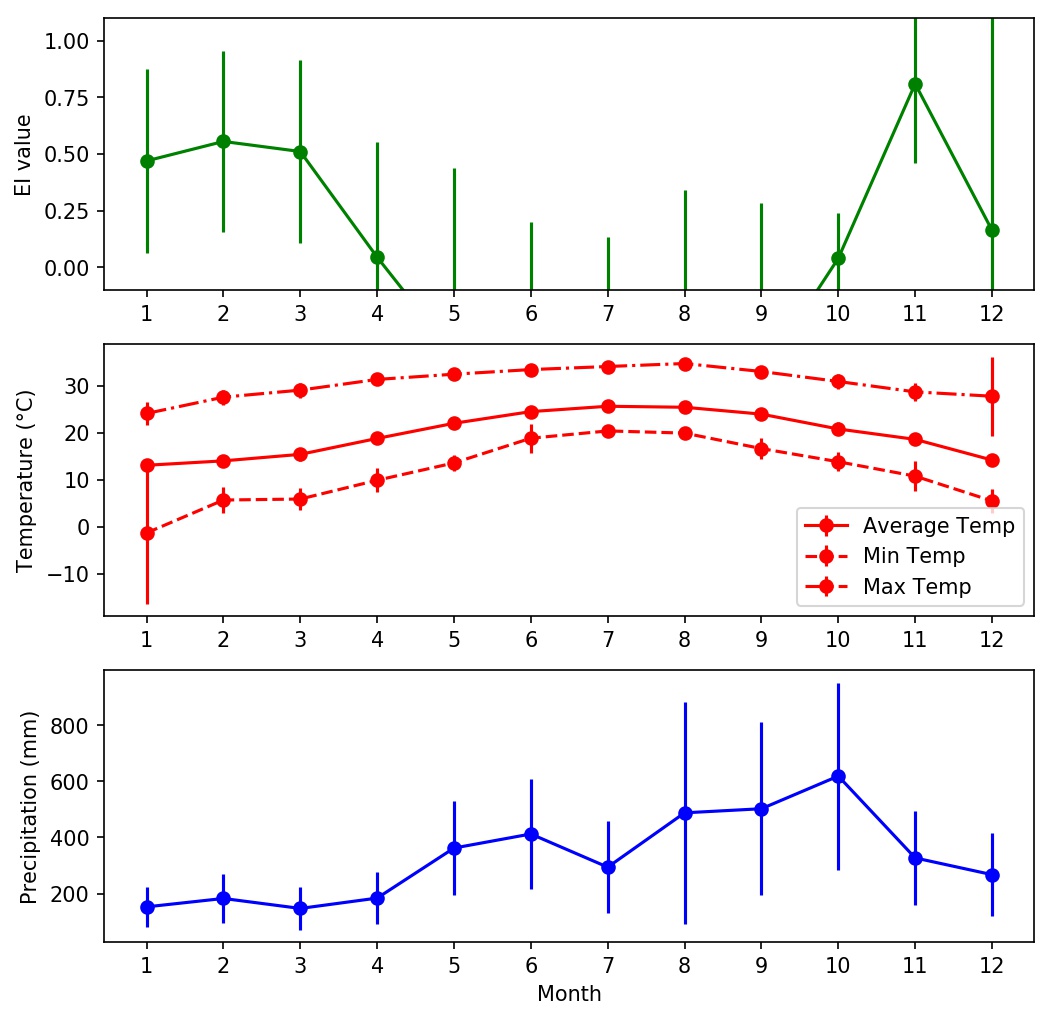 EI value
1.00
0.75
0.50
0.25
0.00
1 2 3 4 5 6 7 8 9 10 11 12
Temperature (°C)
30
20
10
0
−10
Average Temp
Min Temp
Max Temp
1 2 3 4 5 6 7 8 9 10 11 12
Precipitation (mm)
800
600
400
200
1 2 3 4 5 6 7 8 9 10 11 12
Month